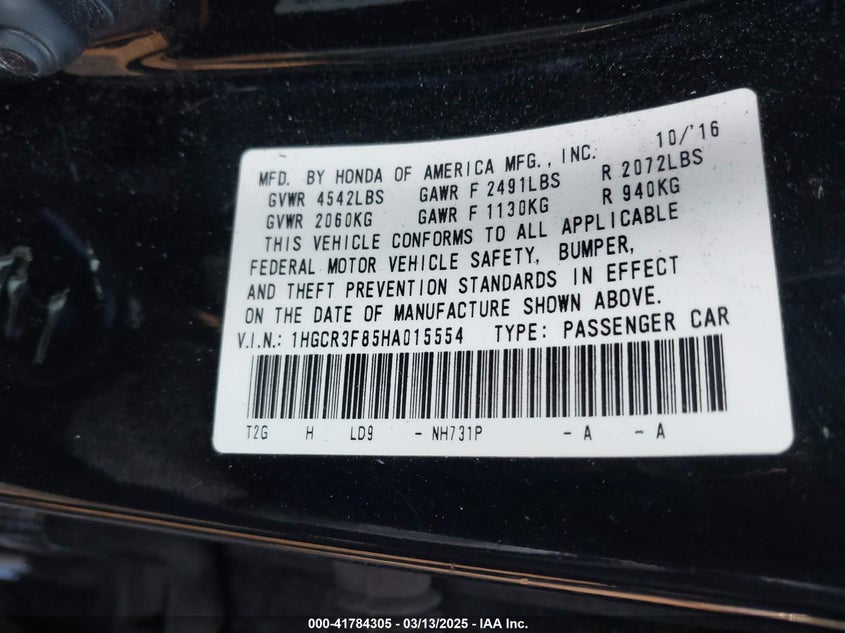 MFD. BY HONDA OF AMERICA MFG., INC. 10/'16
GVWR 4542LBS GAWR F 2491LBS R 2072LBS
GVWR 2060KG GAWR F 1130KG R 940KG
THIS VEHICLE CONFORMS TO ALL APPLICABLE
FEDERAL MOTOR VEHICLE SAFETY, BUMPER,
AND THEFT PREVENTION STANDARDS IN EFFECT
ON THE DATE OF MANUFACTURE SHOWN ABOVE.
V.I.N.: 1HGCR3F85HA015554 TYPE: PASSENGER CAR
T2G H LD9 - NH731P - A - A
000-41784305 - 03/13/2025 - IAA Inc.